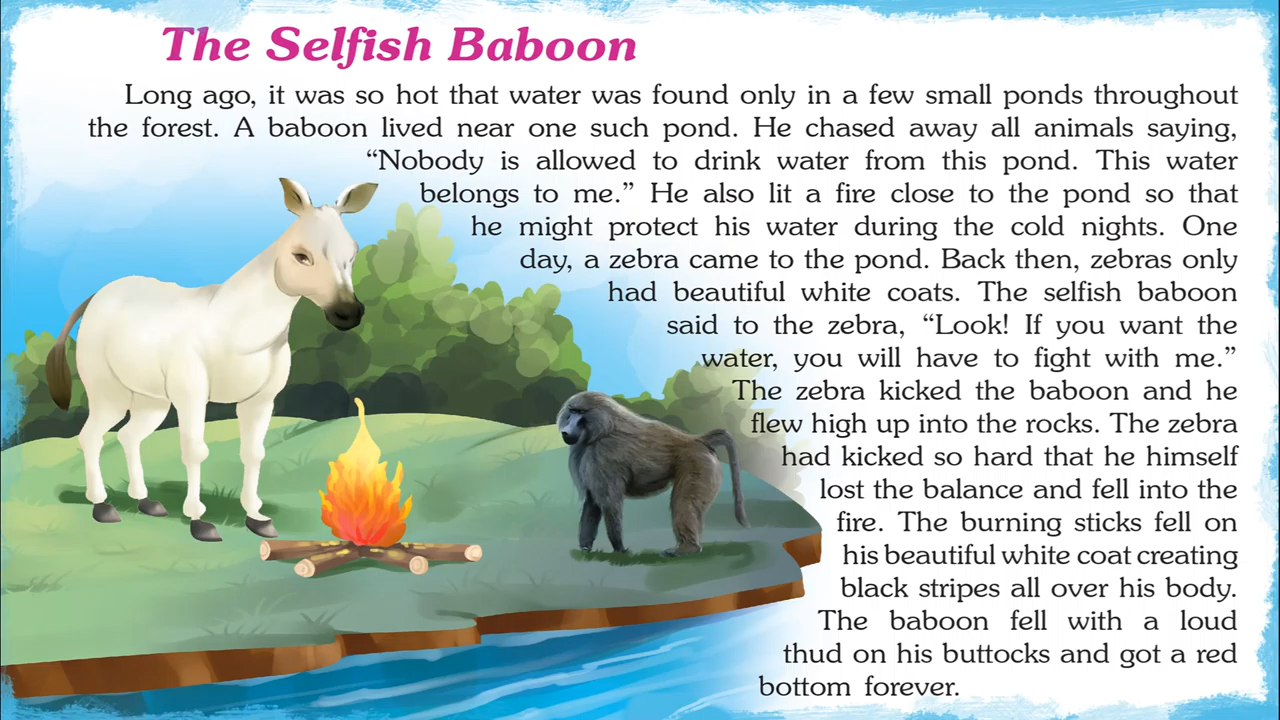 The Selfish Baboon
Long ago, it was so hot that water was found only in a few small ponds throughout
the forest. A baboon lived near one such pond. He chased away all animals saying,
“Nobody is allowed to drink water from this pond. This water
belongs to me.” He also lit a fire close to the pond so that
he might protect his water during the cold nights. One
day, a zebra came to the pond. Back then, zebras only
had beautiful white coats. The selfish baboon
said to the zebra, “Look! If you want the
water, you will have to fight with me.”
The zebra kicked the baboon and he
flew high up into the rocks. The zebra
had kicked so hard that he himself
lost the balance and fell into the
fire. The burning sticks fell on
his beautiful white coat creating
black stripes all over his body.
The baboon fell with a loud
thud on his buttocks and got a red
bottom forever.